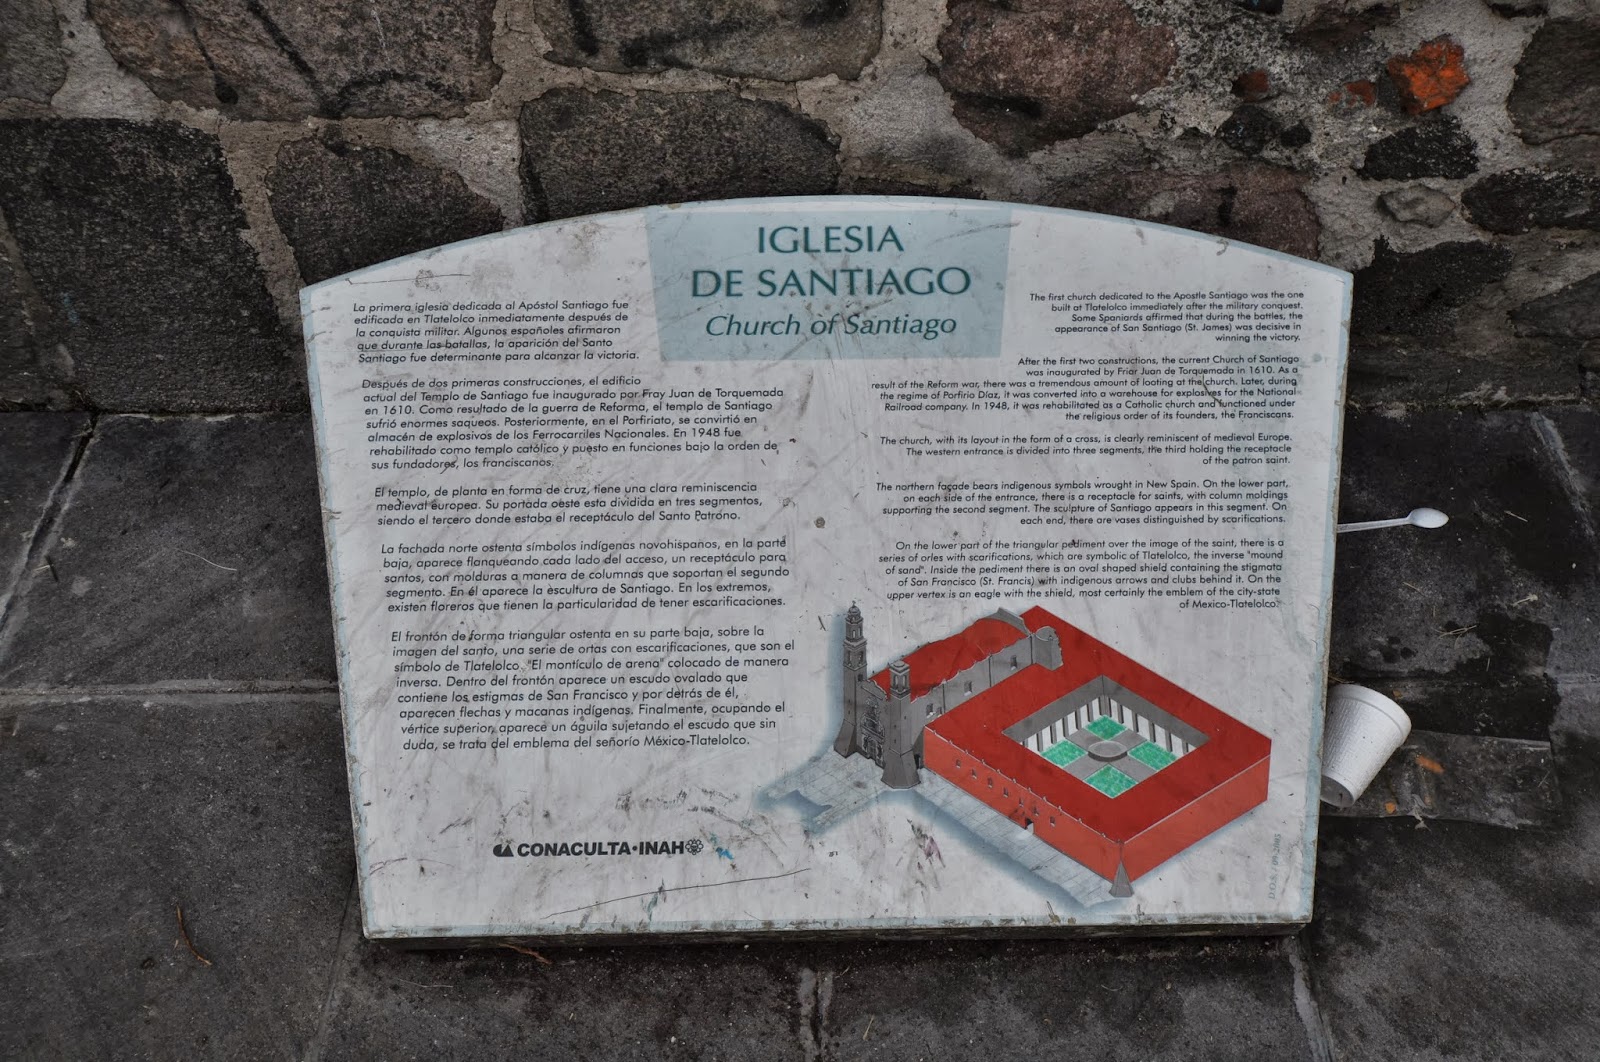 IGLESIA
DE SANTIAGO
Church of Santiago
La primera iglesia dedicada al Apóstol Santiago fue
edificada en Tlatelolco inmediatamente después de
la conquista militar. Algunos españoles afirmaron
que durante las batallas, la aparición del Santo
Santiago fue determinante para alcanzar la victoria.
Después de dos primeras construcciones, el edificio
actual del Templo de Santiago fue inaugurado por Fray Juan de Torquemada
en 1610. Como resultado de la guerra de Reforma, el templo de Santiago
sufrió enormes saqueos. Posteriormente, en el Porfiriato, se convirtió en
almacén de explosivos de los Ferrocarriles Nacionales. En 1948 fue
rehabilitado como templo católico y puesto en funciones bajo la orden de
sus fundadores, los franciscanos.
El templo, de planta en forma de cruz, tiene una clara reminiscencia
medieval europea. Su portada oeste esta dividida en tres segmentos,
siendo el tercero donde estaba el receptáculo del Santo Patrono.
La fachada norte ostenta símbolos indígenas novohispanos, en la parte
baja, aparece flanqueando cada lado del acceso, un receptáculo para
santos, con molduras a manera de columnas que soportan el segundo
segmento. En él aparece la escultura de Santiago. En los extremos,
existen floreros que tienen la particularidad de tener escarificaciones.
El frontón de forma triangular ostenta en su parte baja, sobre la
imagen del santo, una serie de ortas con escarificaciones, que son el
símbolo de Tlatelolco. "El montículo de arena" colocado de manera
inversa. Dentro del frontón aparece un escudo ovalado que
contiene los estigmas de San Francisco y por detrás de él,
aparecen flechas y macanas indígenas. Finalmente, ocupando el
vértice superior, aparece un águila sujetando el escudo que sin
duda, se trata del emblema del señorío México-Tlatelolco.
CONACULTA•INAH
The first church dedicated to the Apostle Santiago was the one
built at Tlatelolco immediately after the military conquest.
Some Spaniards affirmed that during the battles, the
appearance of San Santiago (St. James) was decisive in
winning the victory.
After the first two constructions, the current Church of Santiago
was inaugurated by Friar Juan de Torquemada in 1610. As a
result of the Reform war, there was a tremendous amount of looting at the church. Later, during
the regime of Porfirio Díaz, it was converted into a warehouse for explosives for the National
Railroad company. In 1948, it was rehabilitated as a Catholic church and functioned under
the religious order of its founders, the Franciscans.
The church, with its layout in the form of a cross, is clearly reminiscent of medieval Europe.
The western entrance is divided into three segments, the third holding the receptacle
of the patron saint.
The northern façade bears indigenous symbols wrought in New Spain. On the lower part,
on each side of the entrance, there is a receptacle for saints, with column moldings
supporting the second segment. The sculpture of Santiago appears in this segment. On
each end, there are vases distinguished by scarifications.
On the lower part of the triangular pediment over the image of the saint, there is a
series of orles with scarifications, which are symbolic of Tlatelolco, the inverse "mound
of sand". Inside the pediment there is an oval shaped shield containing the stigmata
of San Francisco (St. Francis) with indigenous arrows and clubs behind it. On the
upper vertex is an eagle with the shield, most certainly the emblem of the city-state
of Mexico-Tlatelolco.